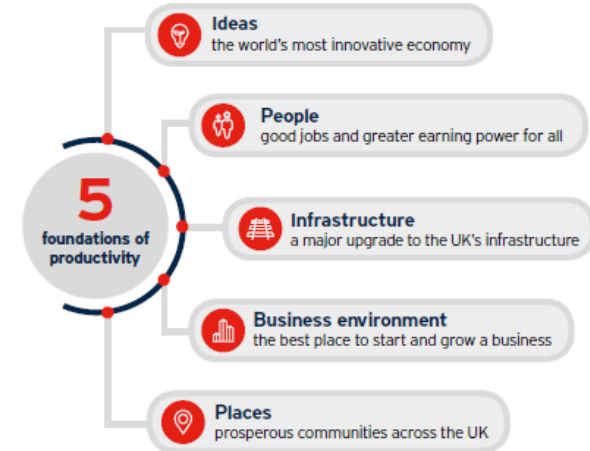 Ideas
the world's most innovative economy
People
good jobs and greater earning power for all
5
foundations of
productivity
Infrastructure
a major upgrade to the UK's infrastructure
Business environment
the best place to start and grow a business
Places
prosperous communities across the UK